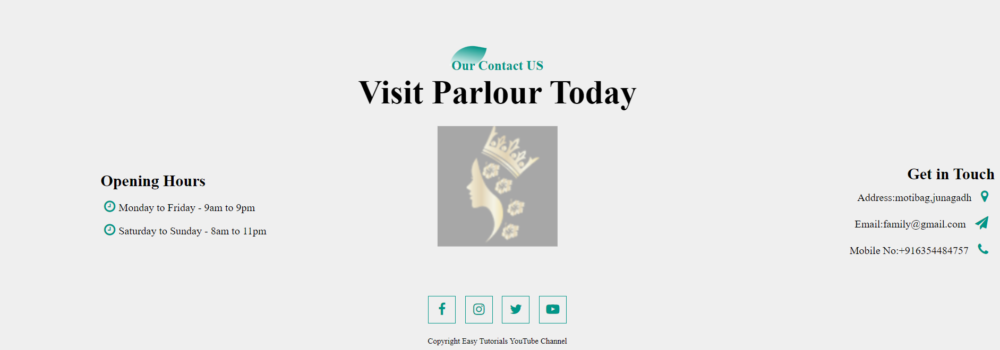 Our Contact US
Visit Parlour Today
Opening Hours
Monday to Friday - 9am to 9pm
Saturday to Sunday - 8am to 11pm
Get in Touch
Address:motibag,junagadh
Email:family@gmail.com
Mobile No:+916354484757
Copyright Easy Tutorials YouTube Channel